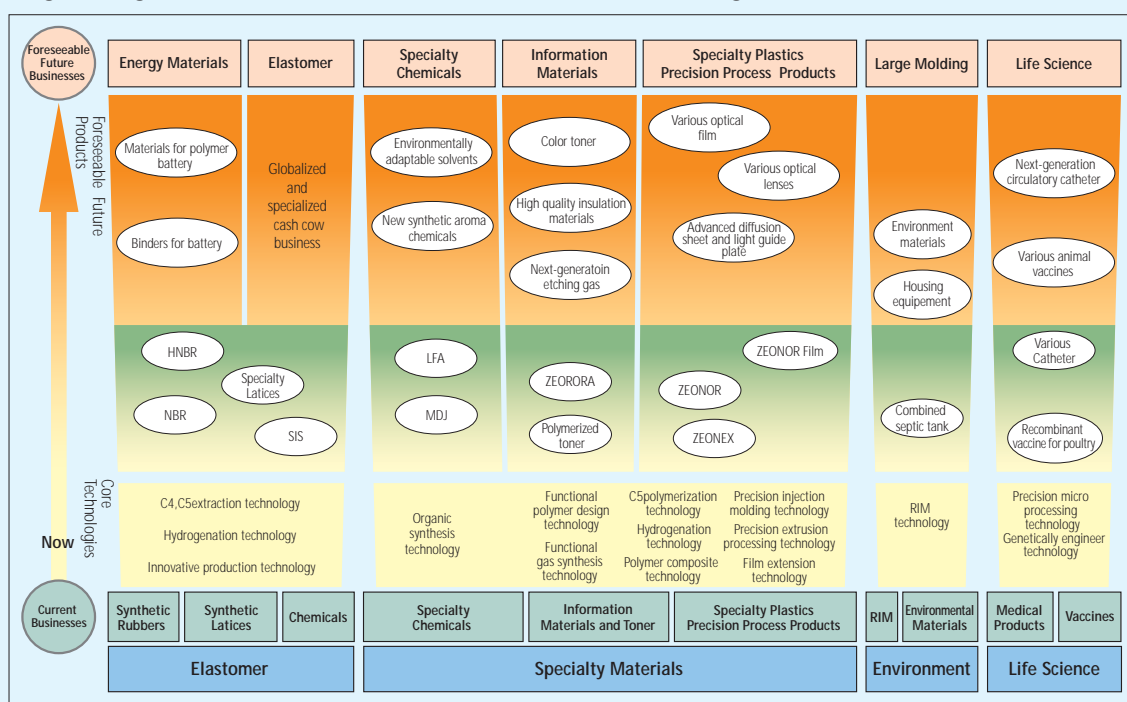 Foreseeable
Future
Businesses
Energy Materials
Elastomer
Specialty
Chemicals
Information
Materials
Specialty Plastics
Precision Process Products
Large Molding
Life Science
Foreseeable Future
Products
Materials for polymer
battery
Binders for battery
Globalized
and
specialized
cash cow
business
Environmentally
adaptable solvents
New synthetic aroma
chemicals
Color toner
High quality insulation
materials
Next-generatoin
etching gas
Various optical
film
Various optical
lenses
Advanced diffusion
sheet and light guide
plate
Environment
materials
Housing
equipement
Next-generation
circulatory catheter
Various animal
vaccines
HNBR
Specialty
Latices
NBR
SIS
LFA
MDJ
ZEORORA
Polymerized
toner
ZEONOR Film
ZEONOR
ZEONEX
Combined
septic tank
Various
Catheter
Recombinant
vaccine for poultry
Core
Technologies
Now
C4,C5extraction technology
Hydrogenation technology
Innovative production technology
Organic
synthesis
technology
Functional
polymer design
technology
Functional
gas synthesis
technology
C5polymerization
technology
Hydrogenation
technology
Polymer composite
technology
Precision injection
molding technology
Precision extrusion
processing technology
Film extension
technology
RIM
technology
Precision micro
processing
technology
Genetically engineer
technology
Current
Businesses
Synthetic
Rubbers
Synthetic
Latices
Chemicals
Specialty
Chemicals
Information
Materials and Toner
Specialty Plastics
Precision Process Products
RIM
Environmental
Materials
Medical
Products
Vaccines
Elastomer
Specialty Materials
Environment
Life Science